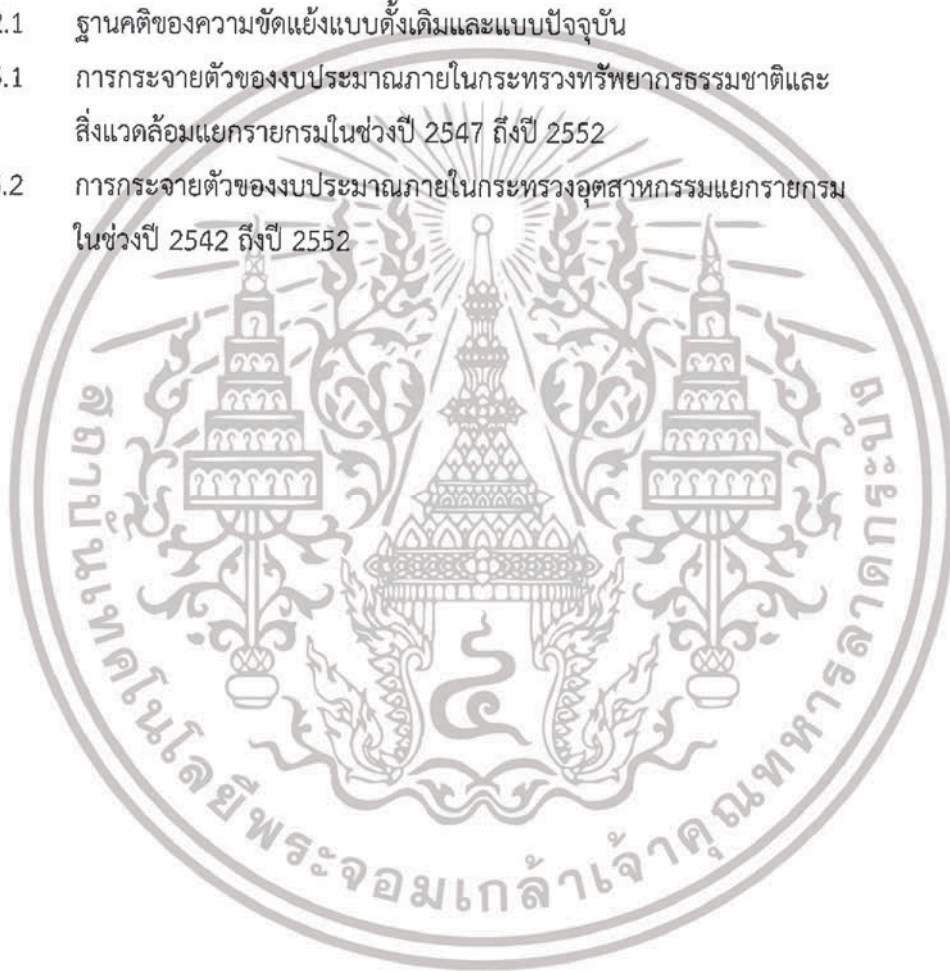 2.1 ฐานคติของความขัดแย้งแบบดั้งเดิมและแบบปัจจุบัน
.1 การกระจายตัวของงบประมาณภายในกระทรวงทรัพยากรธรรมชาติและ
สิ่งแวดล้อมแยกรายกรมในช่วงปี 2547 ถึงปี 2552
.2 การกระจายตัวของงบประมาณภายในกระทรวงอุตสาหกรรมแยกรายกรม
ในช่วงปี 2542 ถึงปี 2552
สถาบันเทคโนโลยีพระจอมเกล้าเจ้าคุณทหารลาดกระบัง
๔